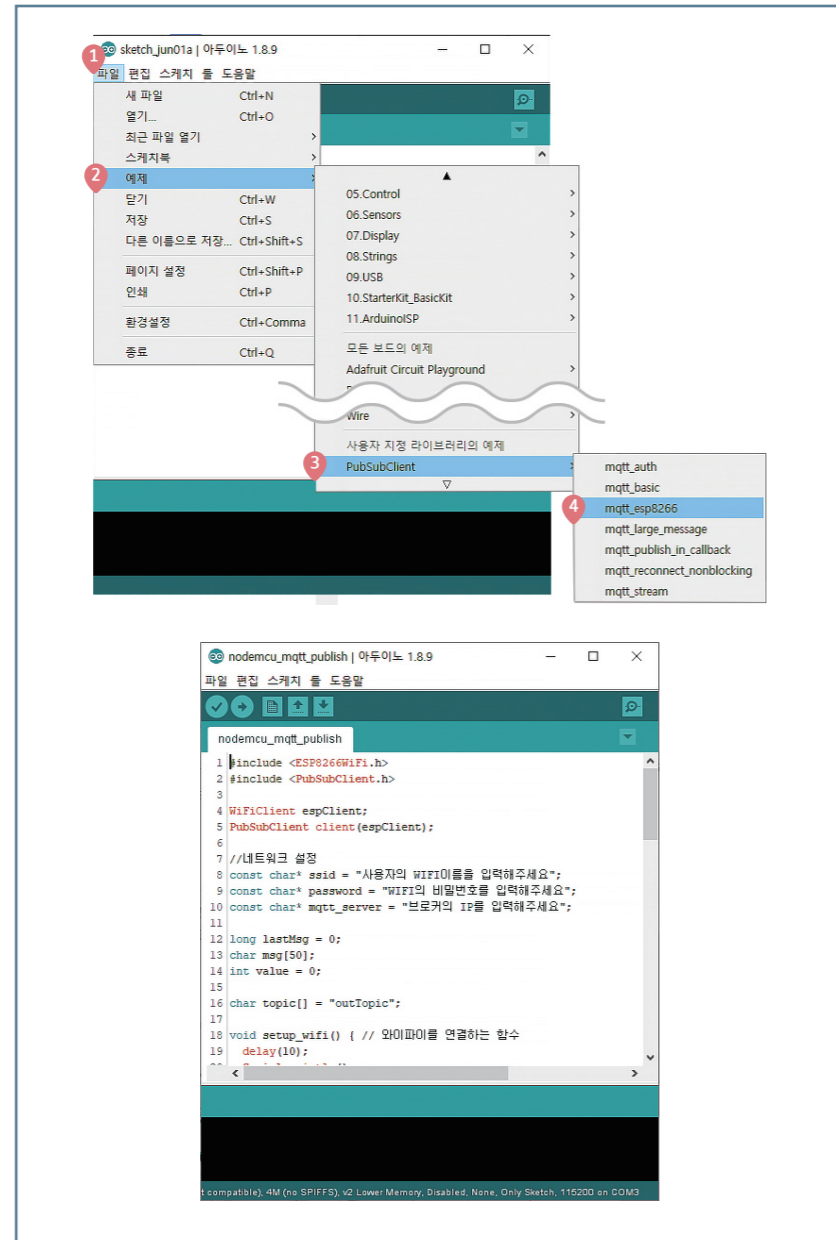 sketch_jun01a | 아두이노 1.8.9
1
파일 편집 스케치 툴 도움말
새 파일 Ctrl+N
열기... Ctrl+O
최근 파일 열기
스케치북
2
예제
닫기 Ctrl+W
저장 Ctrl+S
다른 이름으로 저장... Ctrl+Shift+S
페이지 설정 Ctrl+Shift+P
인쇄 Ctrl+P
환경설정 Ctrl+Comma
종료 Ctrl+Q
05.Control
06.Sensors
07.Display
08.Strings
09.USB
10.StarterKit_BasicKit
11.ArduinoISP
모든 보드의 예제
Adafruit Circuit Playground
Wire
사용자 지정 라이브러리의 예제
3
PubSubClient
mqtt_auth
mqtt_basic
4
mqtt_esp8266
mqtt_large_message
mqtt_publish_in_callback
mqtt_reconnect_nonblocking
mqtt_stream
nodemcu_mqtt_publish | 아두이노 1.8.9
파일 편집 스케치 툴 도움말
nodemcu_mqtt_publish
1 #include <ESP8266WiFi.h>
2 #include <PubSubClient.h>
3
4 WiFiClient espClient;
5 PubSubClient client(espClient);
6
7 //네트워크 설정
8 const char* ssid = "사용자의 WIFI이름을 입력해주세요";
9 const char* password = "WIFI의 비밀번호를 입력해주세요";
10 const char* mqtt_server = "브로커의 IP를 입력해주세요";
11
12 long lastMsg = 0;
13 char msg[50];
14 int value = 0;
15
16 char topic[] = "outTopic";
17
18 void setup_wifi() { // 와이파이를 연결하는 함수
19 delay(10);
t compatible), 4M (no SPIFFS), v2 Lower Memory, Disabled, None, Only Sketch, 115200 on COM3